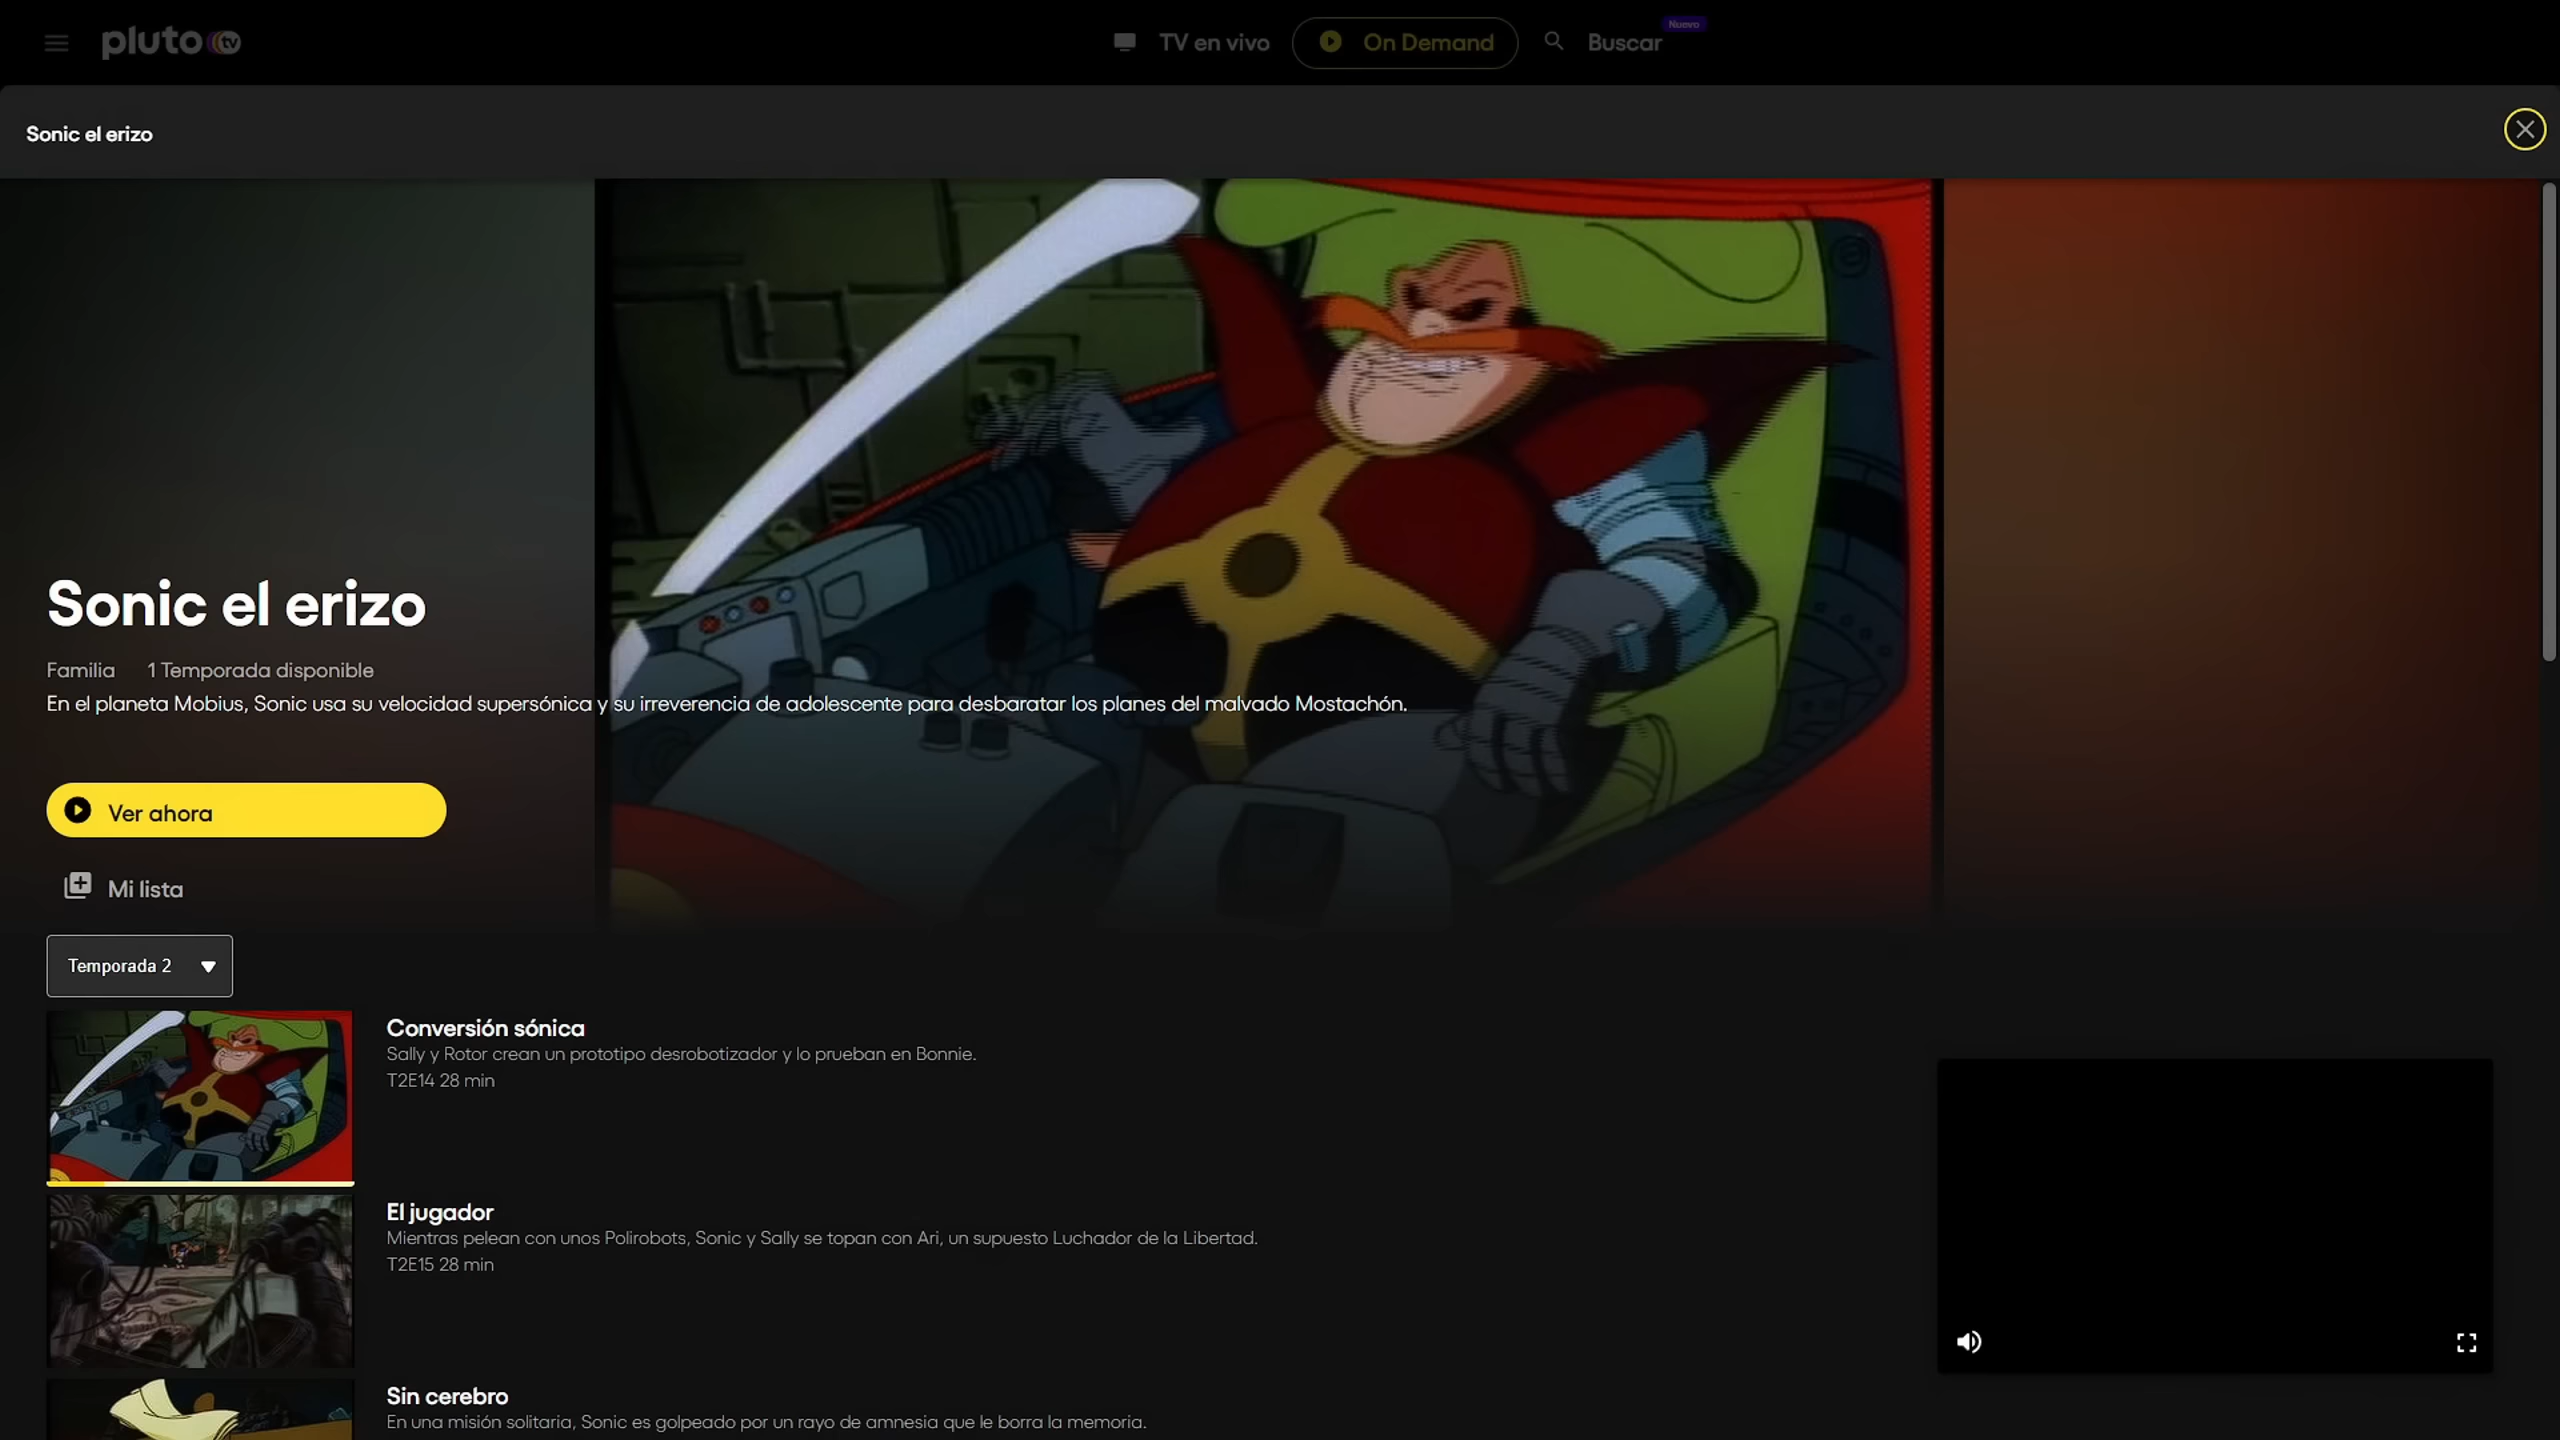 pluto tv
TV en vivo
On Demand
Buscar
Nuevo
Sonic el erizo
Sonic el erizo
Familia 1 Temporada disponible
En el planeta Mobius, Sonic usa su velocidad supersónica y su irreverencia de adolescente para desbaratar los planes del malvado Mostachón.
Ver ahora
Mi lista
Temporada 2
Conversión sónica
Sally y Rotor crean un prototipo desrobotizador y lo prueban en Bonnie.
T2E14 28 min
El jugador
Mientras pelean con unos Polirobots, Sonic y Sally se topan con Ari, un supuesto Luchador de la Libertad.
T2E15 28 min
Sin cerebro
En una misión solitaria, Sonic es golpeado por un rayo de amnesia que le borra la memoria.